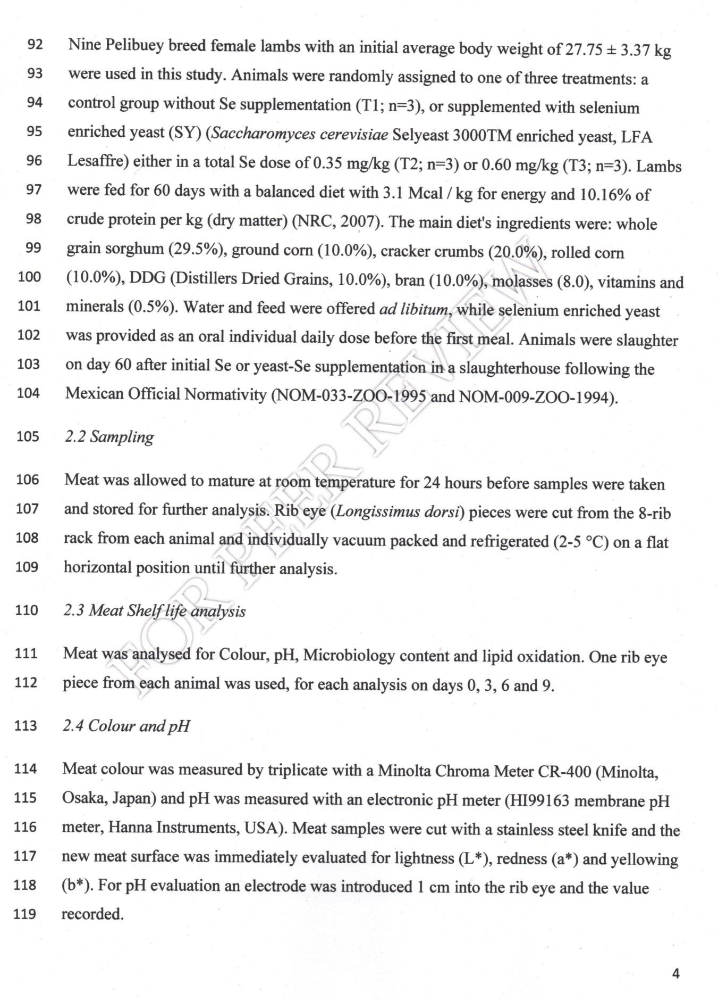 92 Nine Pelibuey breed female lambs with an initial average body weight of 27.75 ± 3.37 kg
93 were used in this study. Animals were randomly assigned to one of three treatments: a
94 control group without Se supplementation (T1; n=3), or supplemented with selenium
95 enriched yeast (SY) (Saccharomyces cerevisiae Selyeast 3000TM enriched yeast, LFA
96 Lesaffre) either in a total Se dose of 0.35 mg/kg (T2; n=3) or 0.60 mg/kg (T3; n=3). Lambs
97 were fed for 60 days with a balanced diet with 3.1 Mcal / kg for energy and 10.16% of
98 crude protein per kg (dry matter) (NRC, 2007). The main diet's ingredients were: whole
99 grain sorghum (29.5%), ground corn (10.0%), cracker crumbs (20.0%), rolled corn
100 (10.0%), DDG (Distillers Dried Grains, 10.0%), bran (10.0%), molasses (8.0), vitamins and
101 minerals (0.5%). Water and feed were offered ad libitum, while selenium enriched yeast
102 was provided as an oral individual daily dose before the first meal. Animals were slaughter
103 on day 60 after initial Se or yeast-Se supplementation in a slaughterhouse following the
104 Mexican Official Normativity (NOM-033-ZOO-1995 and NOM-009-ZOO-1994).
105 2.2 Sampling
106 Meat was allowed to mature at room temperature for 24 hours before samples were taken
107 and stored for further analysis. Rib eye (Longissimus dorsi) pieces were cut from the 8-rib
108 rack from each animal and individually vacuum packed and refrigerated (2-5 °C) on a flat
109 horizontal position until further analysis.
110 2.3 Meat Shelf life analysis
111 Meat was analysed for Colour, pH, Microbiology content and lipid oxidation. One rib eye
112 piece from each animal was used, for each analysis on days 0, 3, 6 and 9.
113 2.4 Colour and pH
114 Meat colour was measured by triplicate with a Minolta Chroma Meter CR-400 (Minolta,
115 Osaka, Japan) and pH was measured with an electronic pH meter (HI99163 membrane pH
116 meter, Hanna Instruments, USA). Meat samples were cut with a stainless steel knife and the
117 new meat surface was immediately evaluated for lightness (L*), redness (a*) and yellowing
118 (b*). For pH evaluation an electrode was introduced 1 cm into the rib eye and the value
119 recorded.
4
FOR PEER REVIEW